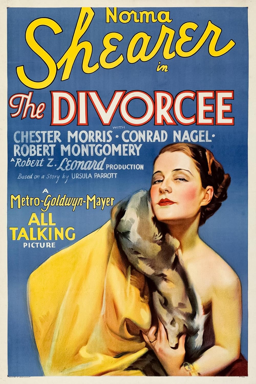 Norma
Shearer
in
The DIVORCEE
WITH
CHESTER MORRIS - CONRAD NAGEL -
ROBERT MONTGOMERY
A Robert Z. Leonard PRODUCTION
Based on a Story by URSULA PARROTT
A
Metro-Goldwyn-Mayer
ALL
TALKING
PICTURE